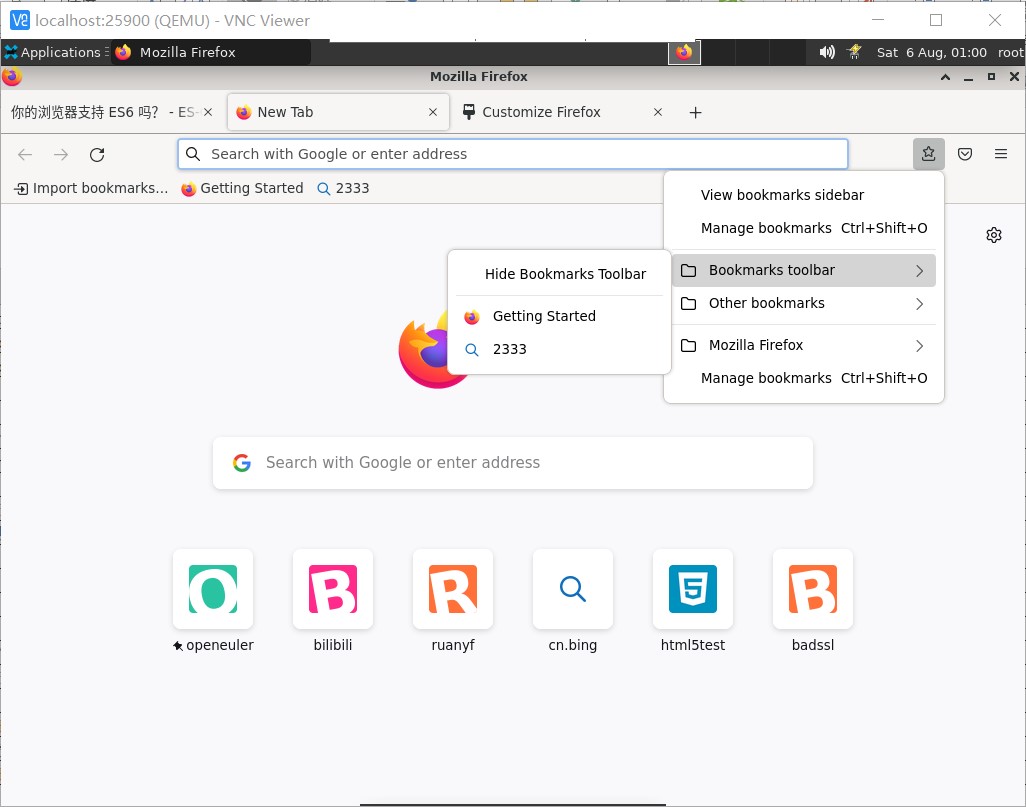 localhost:25900 (QEMU) - VNC Viewer
Applications Mozilla Firefox Sat 6 Aug, 01:00 root
Mozilla Firefox
你的浏览器支持 ES6 吗? - ES- New Tab Customize Firefox
Search with Google or enter address
Import bookmarks... Getting Started 2333
View bookmarks sidebar
Manage bookmarks Ctrl+Shift+O
Bookmarks toolbar
Other bookmarks
Mozilla Firefox
Manage bookmarks Ctrl+Shift+O
Hide Bookmarks Toolbar
Getting Started
2333
Search with Google or enter address
O B R 5 B
openeuler bilibili ruanyf cn.bing html5test badssl